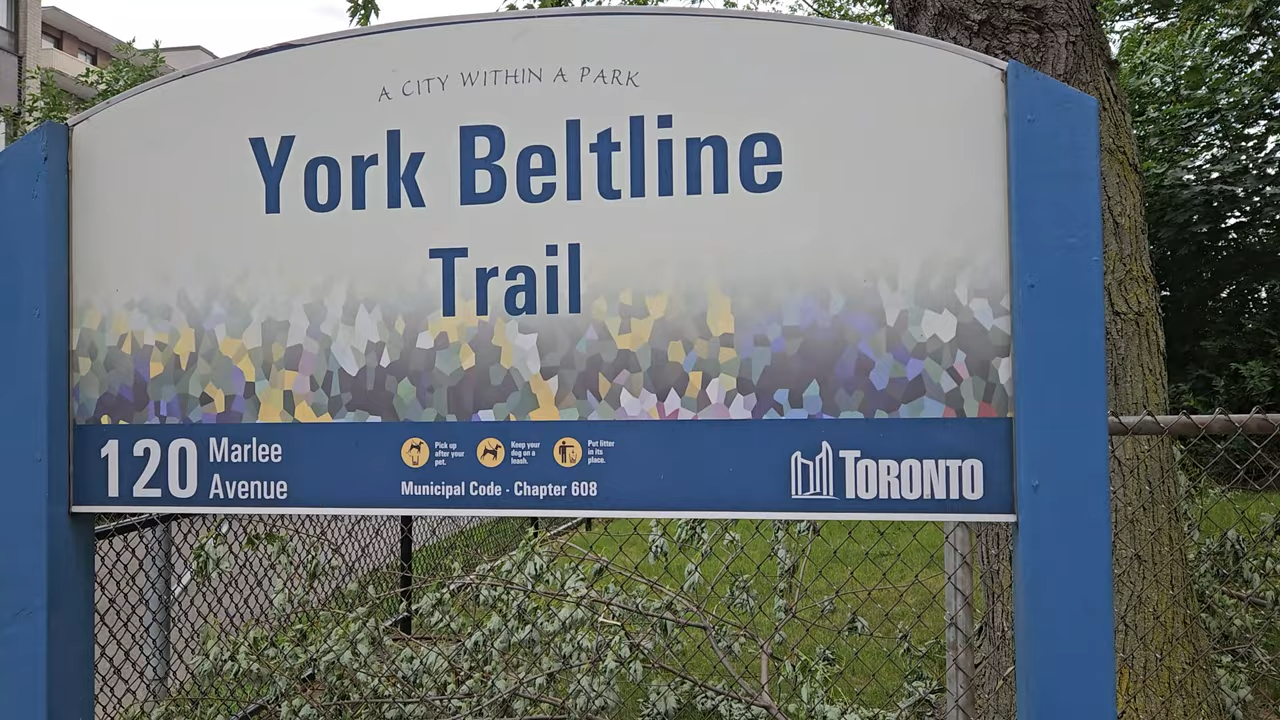 A CITY WITHIN A PARK
York Beltline
Trail
120 Marlee
Avenue
Pick up
after your
pet.
Keep your
dog on a
leash.
Put litter
in its
place.
Municipal Code · Chapter 608
TORONTO